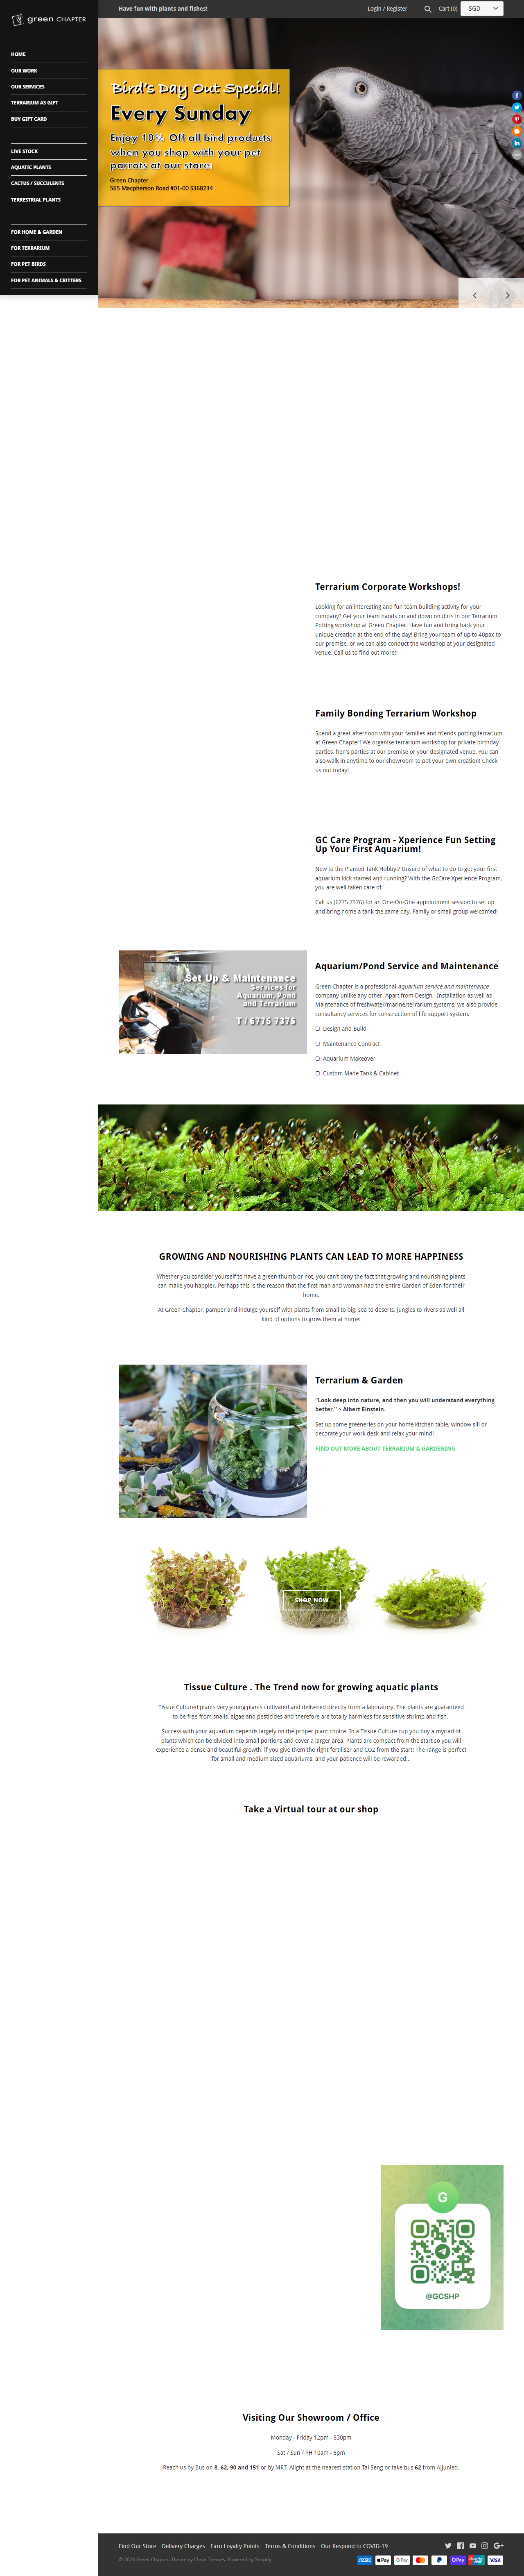 green CHAPTER
HOME
OUR WORK
OUR SERVICES
TERRARIUM AS GIFT
BUY GIFT CARD
LIVE STOCK
AQUATIC PLANTS
CACTUS / SUCCULENTS
TERRESTRIAL PLANTS
FOR HOME & GARDEN
FOR TERRARIUM
FOR PET BIRDS
FOR PET ANIMALS & CRITTERS
Have fun with plants and fishes!
Login / Register
Cart (0)
SGD
Bird's Day Out Special!
Every Sunday
Enjoy 10% Off all bird products
when you shop with your pet
parrots at our store!
Green Chapter
565 Macpherson Road #01-00 S368234
Terrarium Corporate Workshops!
Looking for an interesting and fun team building activity for your
company? Get your team hands on and down on dirts in our Terrarium
Potting workshop at Green Chapter. Have fun and bring back your
unique creation at the end of the day! Bring your team of up to 40pax to
our premise, or we can also conduct the workshop at your designated
venue. Call us to find out more!!
Family Bonding Terrarium Workshop
Spend a great afternoon with your families and friends potting terrarium
at Green Chapter! We organise terrarium workshop for private birthday
parties, hen's parties at our premise or your designated venue. You can
also walk in anytime to our showroom to pot your own creation! Check
us out today!
GC Care Program - Xperience Fun Setting
Up Your First Aquarium!
New to the Planted Tank Hobby!? Unsure of what to do to get your first
aquarium kick started and running? With the GcCare Xperience Program,
you are well taken care of.
Call us (6775 7376) for an One-On-One appointment session to set up
and bring home a tank the same day. Family or small group welcomed!
Set Up & Maintenance
Services for
Aquarium, Pond
and Terrarium
T / 6775 7376
Aquarium/Pond Service and Maintenance
Green Chapter is a professional aquarium service and maintenance
company unlike any other. Apart from Design, Installation as well as
Maintenance of freshwater/marine/terrarium systems, we also provide
consultancy services for construction of life support system.
▢ Design and Build
▢ Maintenance Contract
▢ Aquarium Makeover
▢ Custom Made Tank & Cabinet
GROWING AND NOURISHING PLANTS CAN LEAD TO MORE HAPPINESS
Whether you consider yourself to have a green thumb or not, you can't deny the fact that growing and nourishing plants
can make you happier. Perhaps this is the reason that the first man and woman had the entire Garden of Eden for their
home.
At Green Chapter, pamper and indulge yourself with plants from small to big, sea to deserts, jungles to rivers as well all
kind of options to grow them at home!
Terrarium & Garden
"Look deep into nature, and then you will understand everything
better." ~ Albert Einstein.
Set up some greeneries on your home kitchen table, window sill or
decorate your work desk and relax your mind!
FIND OUT MORE ABOUT TERRARIUM & GARDENING
SHOP NOW
Tissue Culture . The Trend now for growing aquatic plants
Tissue Cultured plants very young plants cultivated and delivered directly from a laboratory. The plants are guaranteed
to be free from snails, algae and pesticides and therefore are totally harmless for sensitive shrimp and fish.
Success with your aquarium depends largely on the proper plant choice. In a Tissue Culture cup you buy a myriad of
plants which can be divided into small portions and cover a larger area. Plants are compact from the start so you will
experience a dense and beautiful growth, if you give them the right fertiliser and CO2 from the start! The range is perfect
for small and medium sized aquariums, and your patience will be rewarded...
Take a Virtual tour at our shop
G
@GCSHP
Visiting Our Showroom / Office
Monday - Friday 12pm - 830pm
Sat / Sun / PH 10am - 6pm
Reach us by Bus on 8, 62, 90 and 151 or by MRT. Alight at the nearest station Tai Seng or take bus 62 from Aljunied.
Find Our Store Delivery Charges Earn Loyalty Points Terms & Conditions Our Respond to COVID-19
© 2023 Green Chapter. Theme by Clean Themes. Powered by Shopify